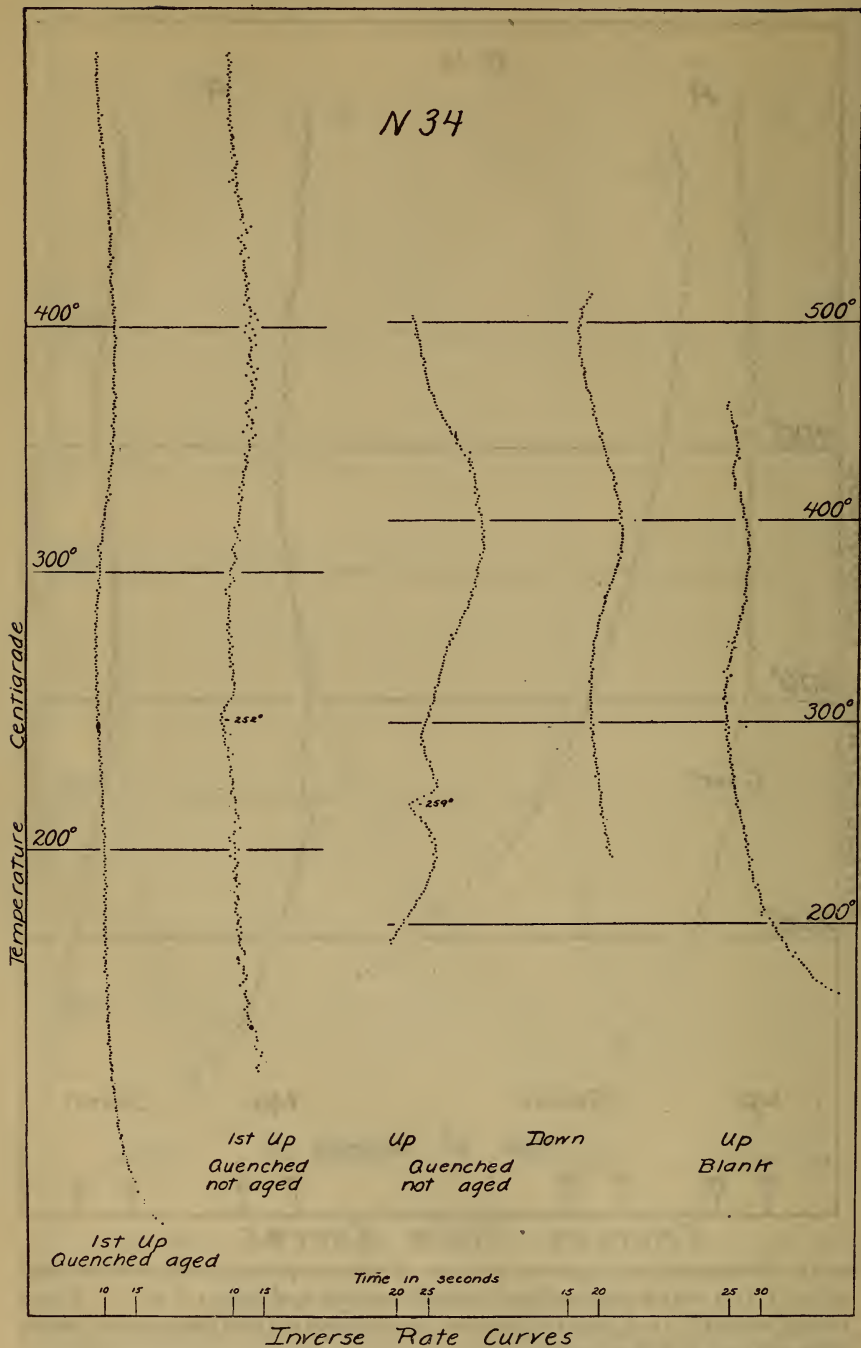 N 34
400°
500°
400°
300°
300°
252°
259°
200°
200°
Temperature Centigrade
1st Up
Quenched
not aged
Up
Down
Quenched
not aged
Up
Blank
1st Up
Quenched aged
Time in seconds
10 15 10 15 20 25 15 20 25 30
Inverse Rate Curves